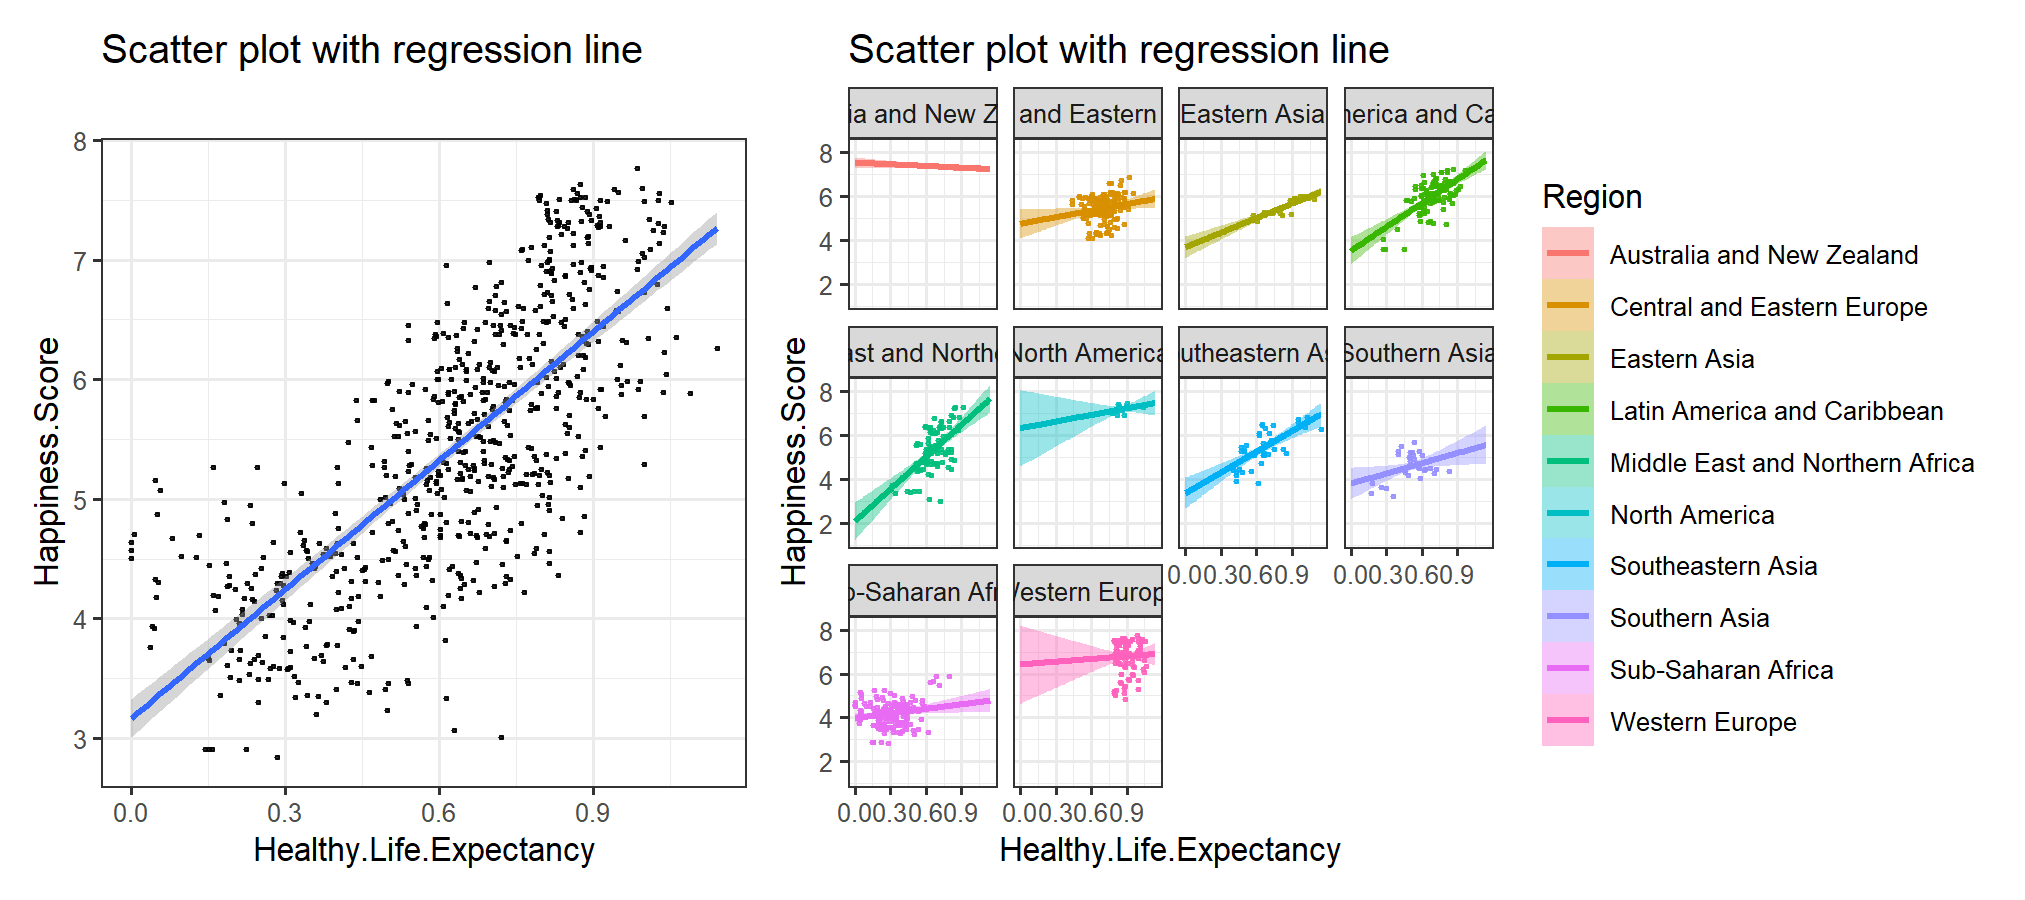 Scatter plot with regression line
8
7
6
5
4
3
0.0 0.3 0.6 0.9
Happiness.Score
Healthy.Life.Expectancy
Scatter plot with regression line
ia and New Z
and Eastern
Eastern Asia
nerica and Ca
8
6
4
2
ast and Northe
North America
utheastern As
Southern Asia
8
6
4
2
0.00.30.60.9
0.00.30.60.9
b-Saharan Afr
Western Europ
8
6
4
2
0.00.30.60.9
0.00.30.60.9
Happiness.Score
Healthy.Life.Expectancy
Region
Australia and New Zealand
Central and Eastern Europe
Eastern Asia
Latin America and Caribbean
Middle East and Northern Africa
North America
Southeastern Asia
Southern Asia
Sub-Saharan Africa
Western Europe